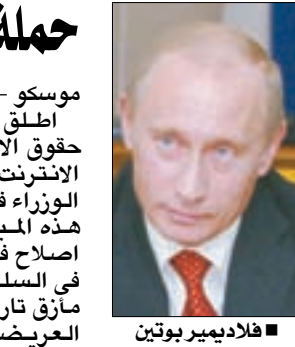 حملة
موسكو –
اطلق
حقوق الا
الانترنت
الوزراء ق
هذه المب
اصلاح ف
في السل
مأزق تار
العريض
■ فلاديمير بوتين